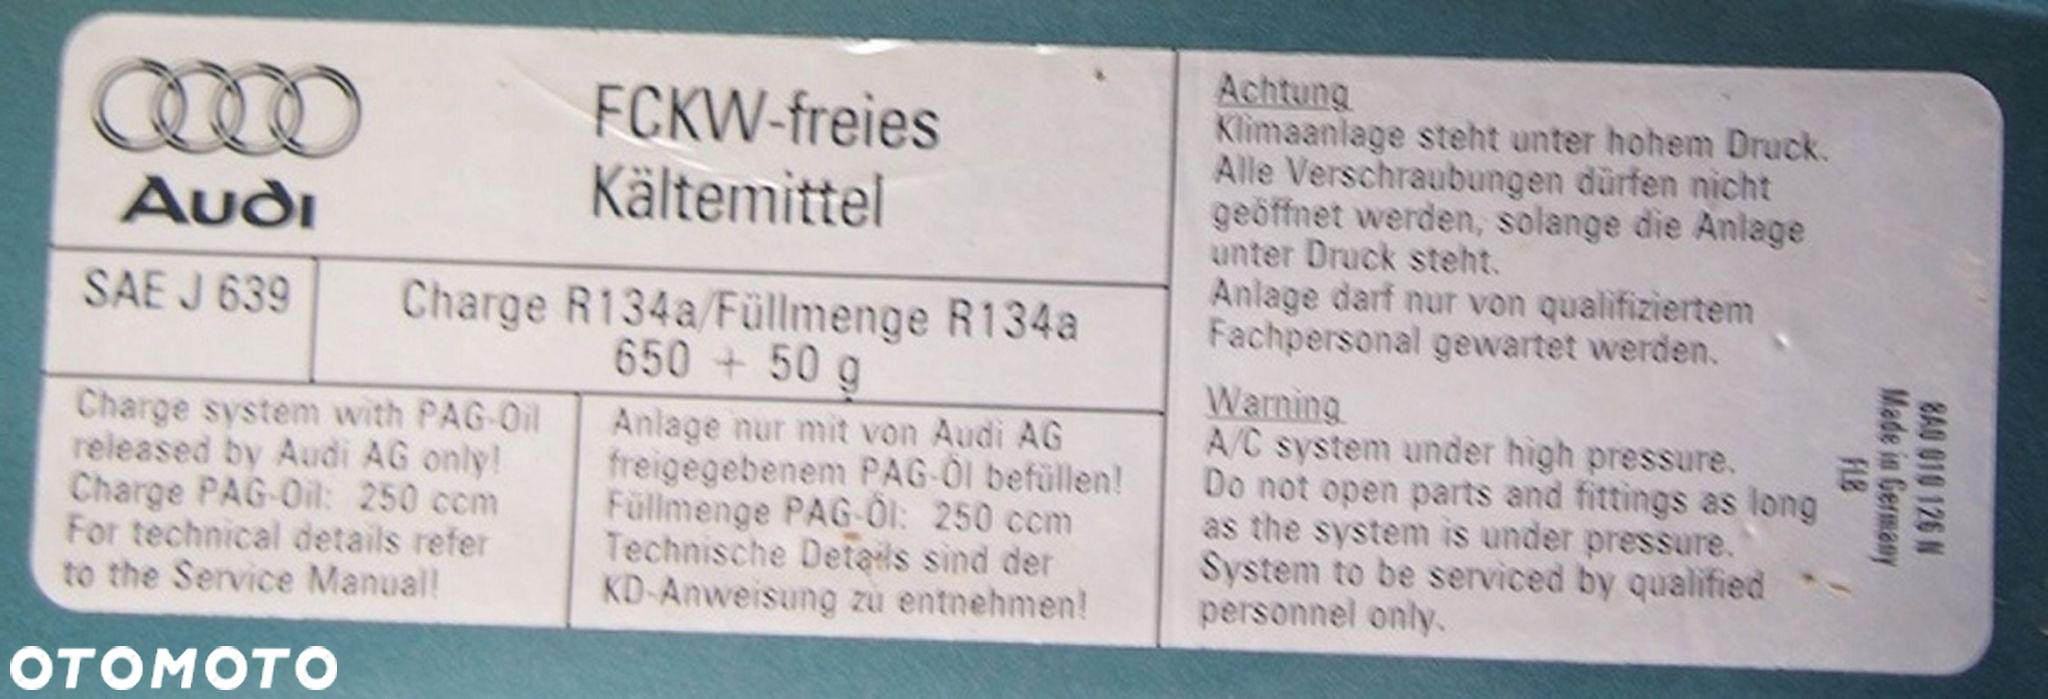 Audi
FCKW-freies
Kältemittel
SAE J 639
Charge R134a/Füllmenge R134a
650 + 50 g
Charge system with PAG-Oil
released by Audi AG only!
Charge PAG-Oil: 250 ccm
For technical details refer
to the Service Manual!
Anlage nur mit von Audi AG
freigegebenem PAG-Öl befüllen!
Füllmenge PAG-Öl: 250 ccm
Technische Details sind der
KD-Anweisung zu entnehmen!
Achtung
Klimaanlage steht unter hohem Druck.
Alle Verschraubungen dürfen nicht
geöffnet werden, solange die Anlage
unter Druck steht.
Anlage darf nur von qualifiziertem
Fachpersonal gewartet werden.
Warning
A/C system under high pressure.
Do not open parts and fittings as long
as the system is under pressure.
System to be serviced by qualified
personnel only.
8A0 010 126 N
Made in Germany
FLB
OTOMOTO